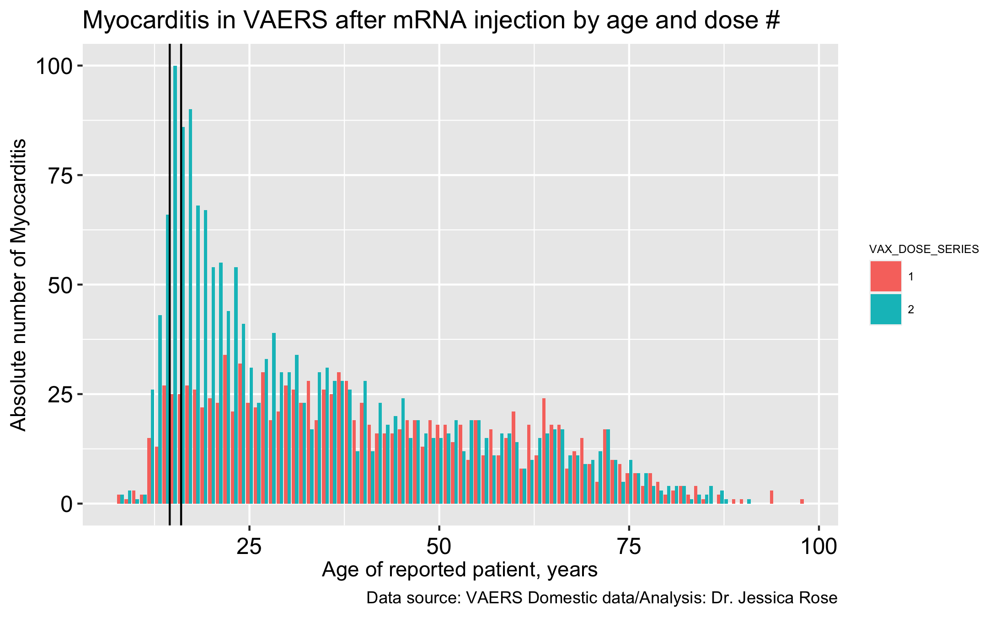 Myocarditis in VAERS after mRNA injection by age and dose #
100
75
50
25
0
Absolute number of Myocarditis
25
50
75
100
Age of reported patient, years
Data source: VAERS Domestic data/Analysis: Dr. Jessica Rose
VAX_DOSE_SERIES
1
2